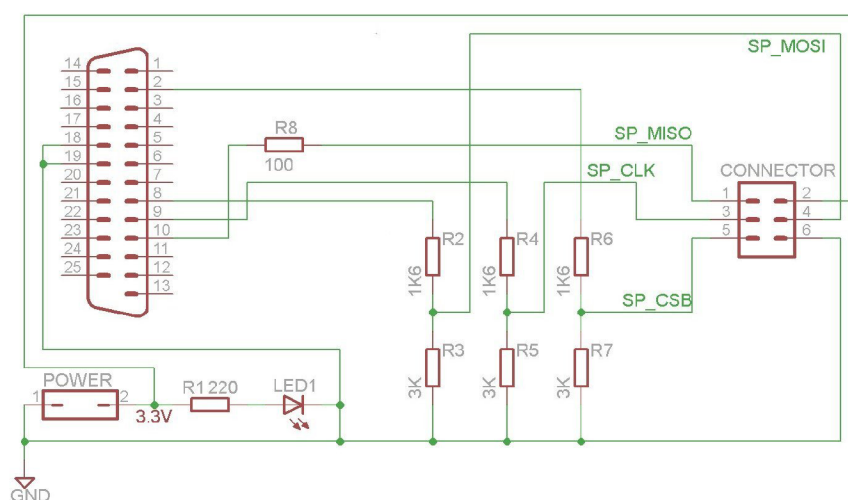 SP_MOSI
14 1
15 2
16 3
17 4
18 5
19 6
20 7
21 8
22 9
23 10
24 11
25 12
13
R8
100
SP_MISO
SP_CLK
CONNECTOR
1 2
3 4
5 6
R2 R4 R6
1K6 1K6 1K6
SP_CSB
R3 R5 R7
3K 3K 3K
POWER
1 2
3.3V
R1 220
LED1
GND